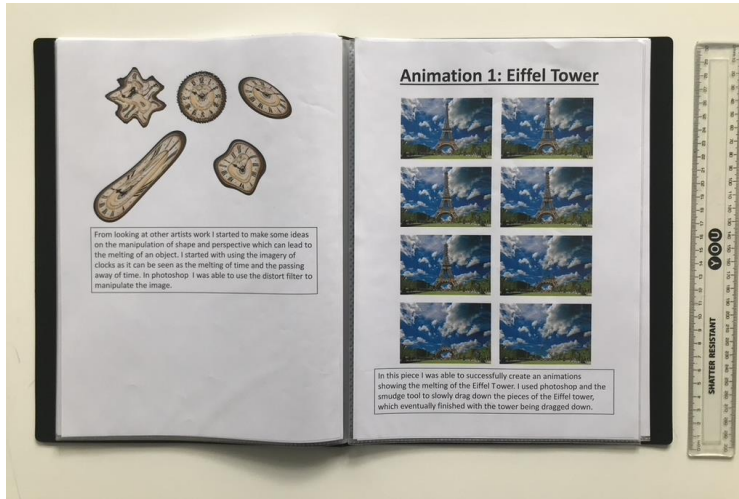 From looking at other artists work I started to make some ideas
on the manipulation of shape and perspective which can lead to
the melting of an object. I started with using the imagery of
clocks as it can be seen as the melting of time and the passing
away of time. In photoshop I was able to use the distort filter to
manipulate the image.
Animation 1: Eiffel Tower
In this piece I was able to successfully create an animations
showing the melting of the Eiffel Tower. I used photoshop and the
smudge tool to slowly drag down the pieces of the Eiffel tower,
which eventually finished with the tower being dragged down.
YOU
SHATTER RESISTANT